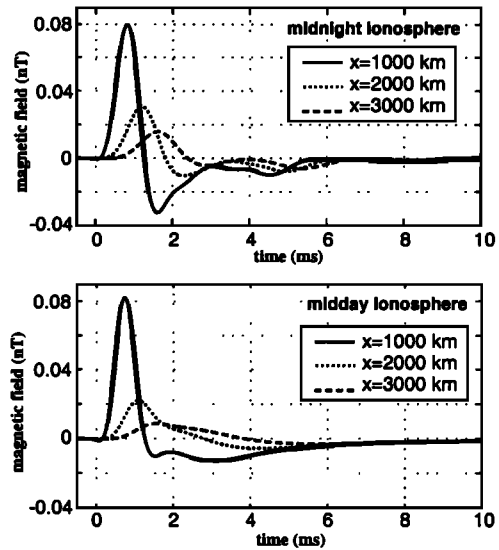 midnight ionosphere
x=1000 km
x=2000 km
x=3000 km
magnetic field (nT)
0.08
0.04
0
-0.04
0 2 4 6 8 10
time (ms)
midday ionosphere
x=1000 km
x=2000 km
x=3000 km
magnetic field (nT)
0.08
0.04
0
-0.04
0 2 4 6 8 10
time (ms)